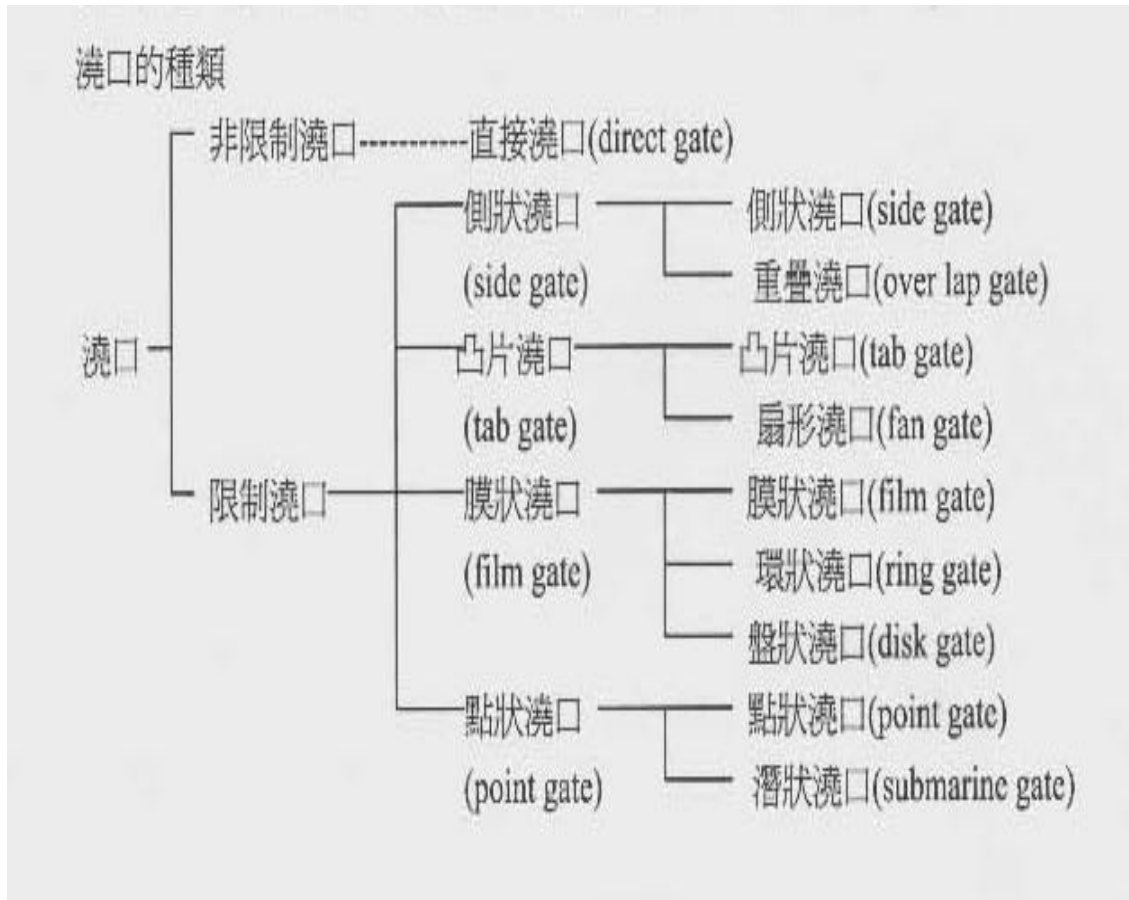 澆口的種類
非限制澆口 直接澆口(direct gate)
側狀澆口 側狀澆口(side gate)
(side gate) 重疊澆口(over lap gate)
澆口 凸片澆口 凸片澆口(tab gate)
(tab gate) 扇形澆口(fan gate)
限制澆口 膜狀澆口 膜狀澆口(film gate)
(film gate) 環狀澆口(ring gate)
盤狀澆口(disk gate)
點狀澆口 點狀澆口(point gate)
(point gate) 潛狀澆口(submarine gate)